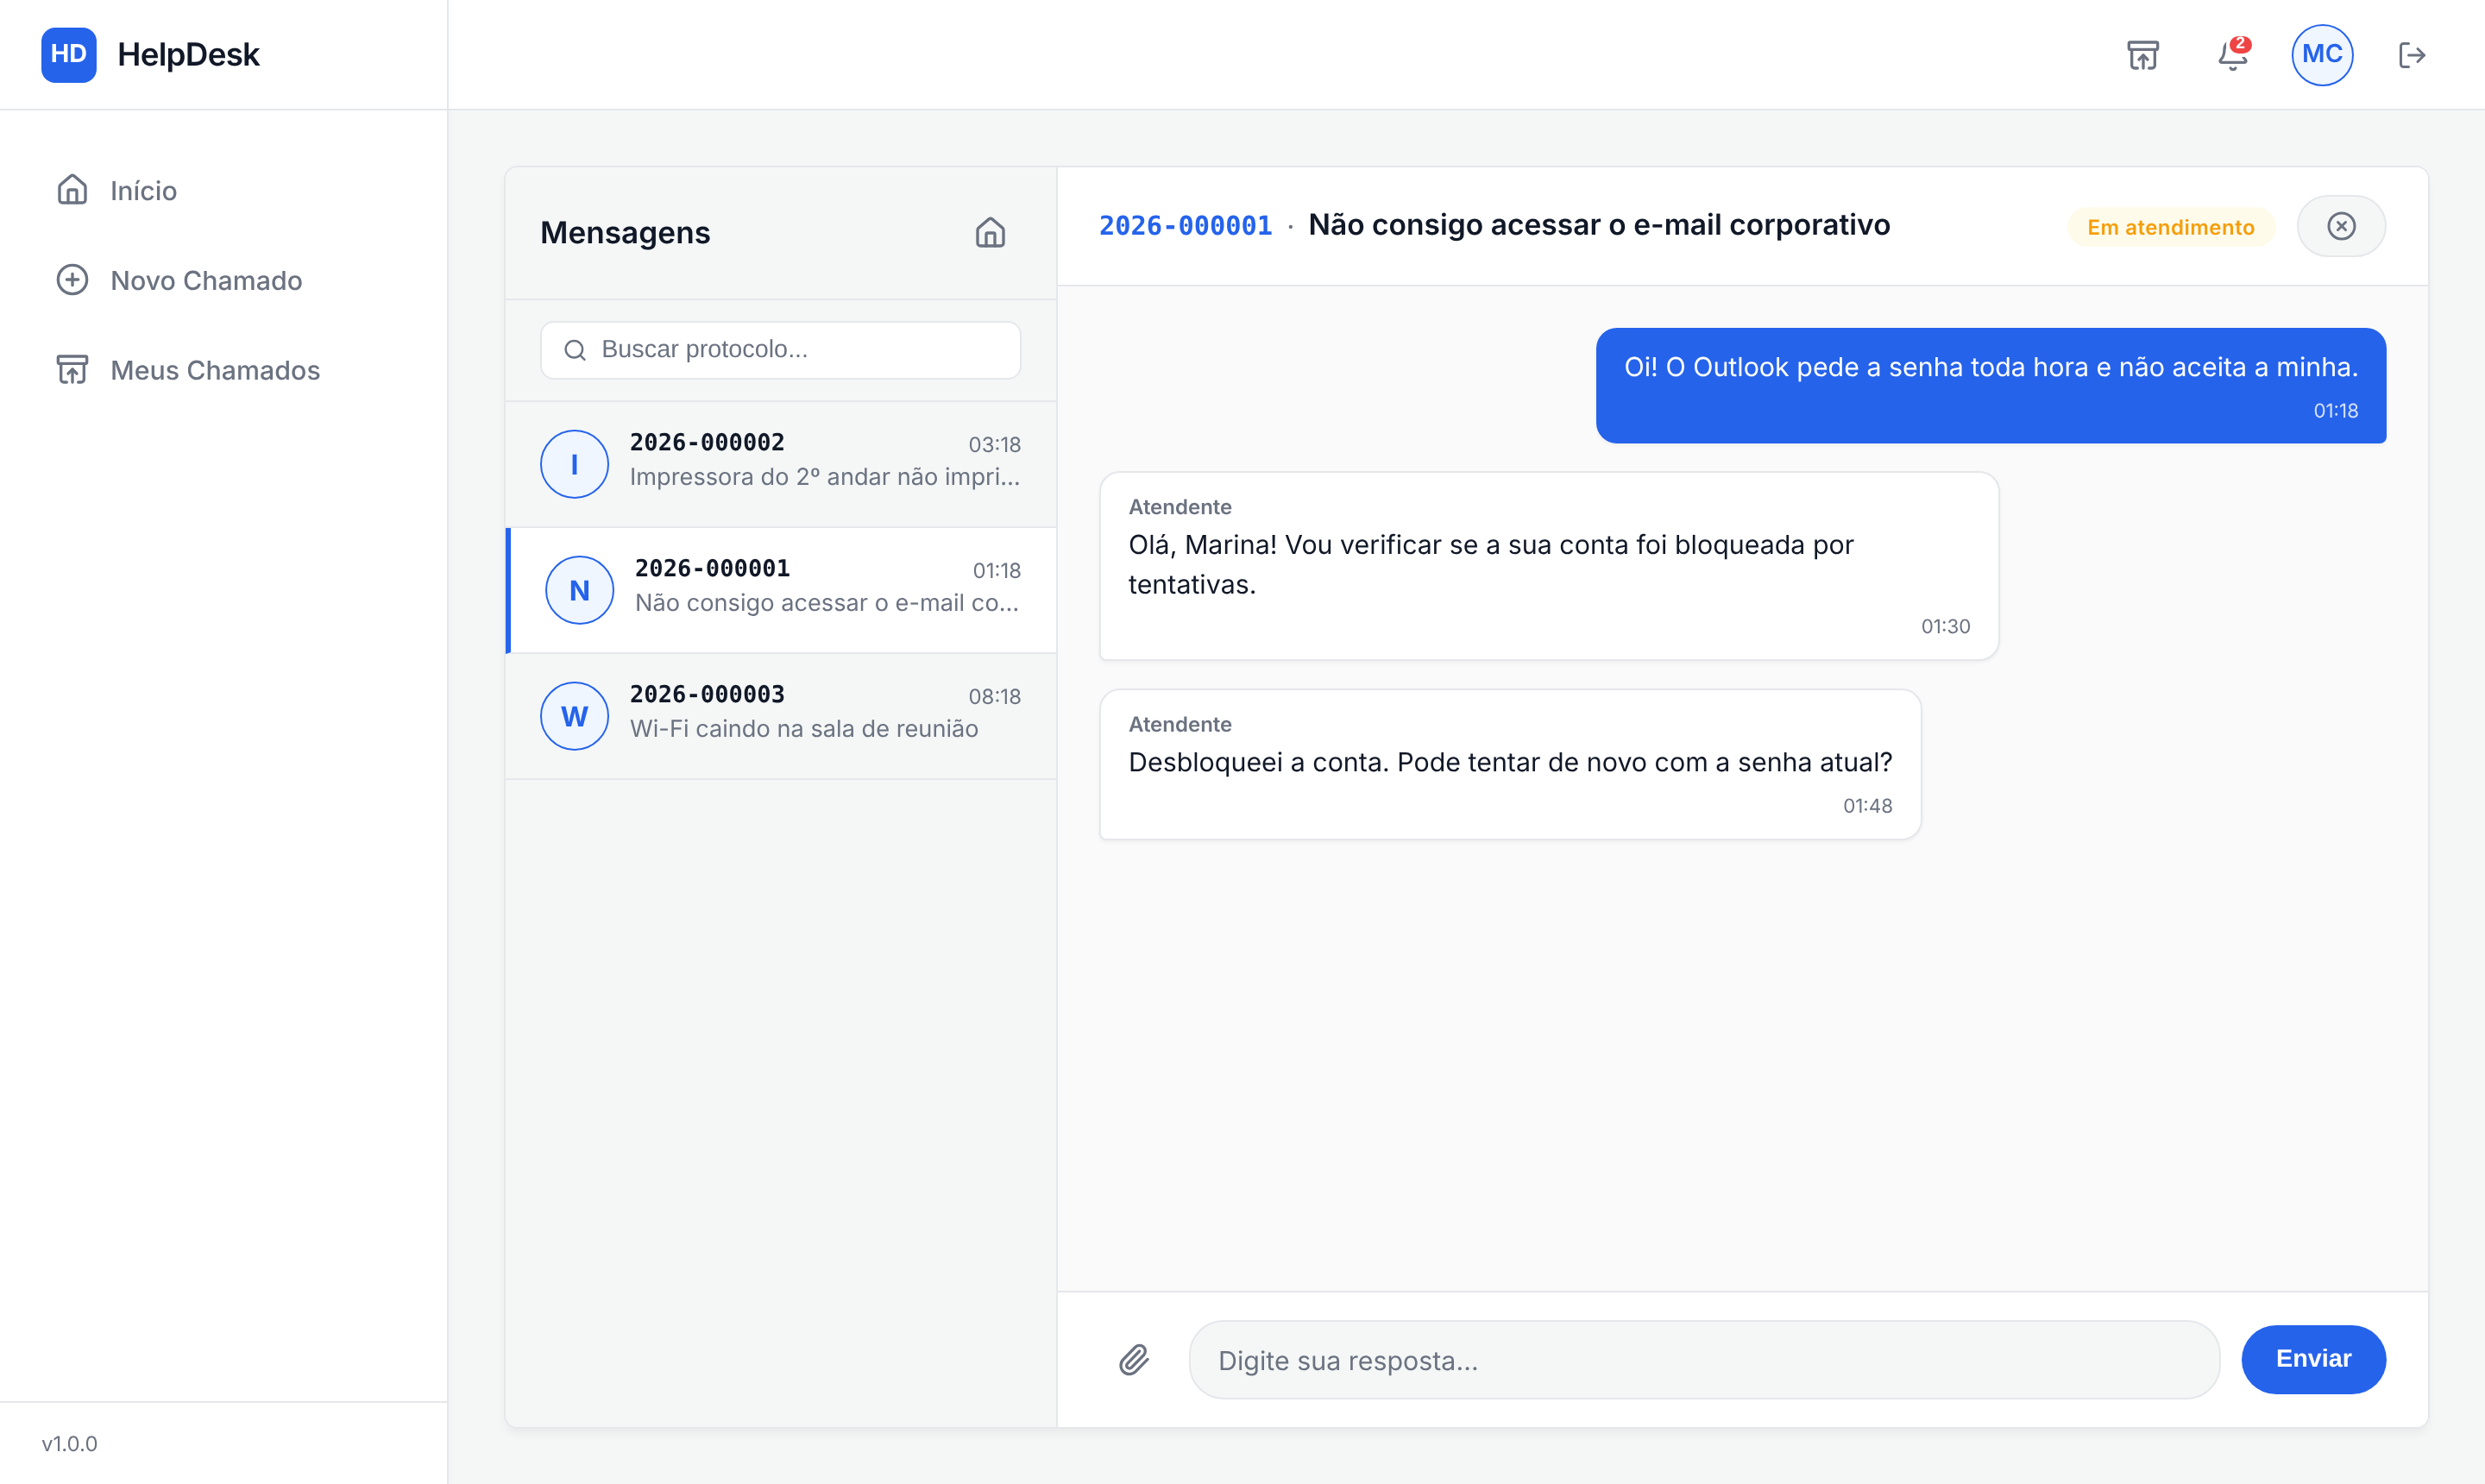 HD HelpDesk
2 MC
Início
Novo Chamado
Meus Chamados
v1.0.0
Mensagens
Buscar protocolo...
I 2026-000002 03:18
Impressora do 2º andar não impri...
N 2026-000001 01:18
Não consigo acessar o e-mail co...
W 2026-000003 08:18
Wi-Fi caindo na sala de reunião
2026-000001 · Não consigo acessar o e-mail corporativo Em atendimento
Oi! O Outlook pede a senha toda hora e não aceita a minha.
01:18
Atendente
Olá, Marina! Vou verificar se a sua conta foi bloqueada por
tentativas.
01:30
Atendente
Desbloqueei a conta. Pode tentar de novo com a senha atual?
01:48
Digite sua resposta... Enviar